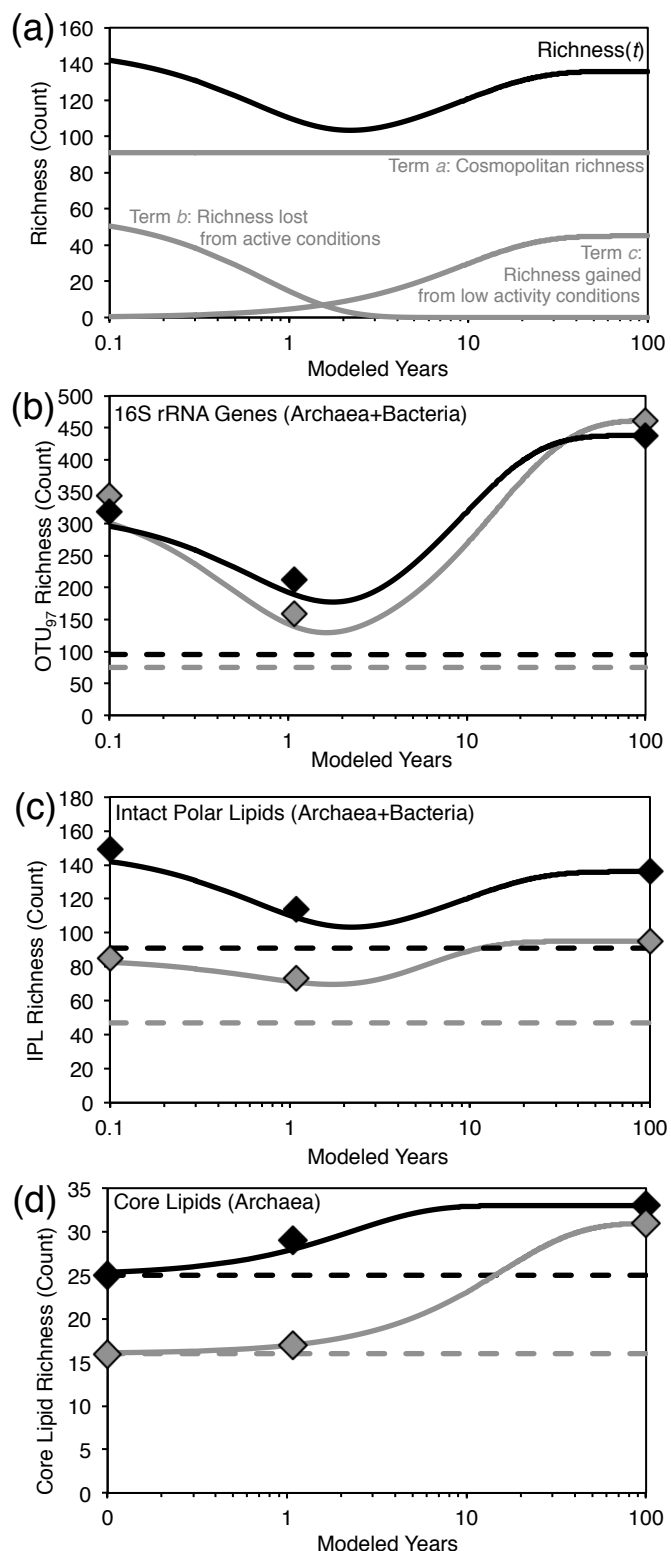 (a)
160
140
120
100
80
60
40
20
0
Richness (Count)
Richness(t)
Term a: Cosmopolitan richness
Term b: Richness lost
from active conditions
Term c:
Richness gained
from low activity conditions
0.1
1
10
100
Modeled Years
(b)
500
450
400
350
300
250
200
150
100
50
0
OTU97 Richness (Count)
16S rRNA Genes (Archaea+Bacteria)
0.1
1
10
100
Modeled Years
(c)
180
160
140
120
100
80
60
40
20
0
IPL Richness (Count)
Intact Polar Lipids (Archaea+Bacteria)
0.1
1
10
100
Modeled Years
(d)
35
30
25
20
15
10
5
0
Core Lipid Richness (Count)
Core Lipids (Archaea)
0
1
10
100
Modeled Years